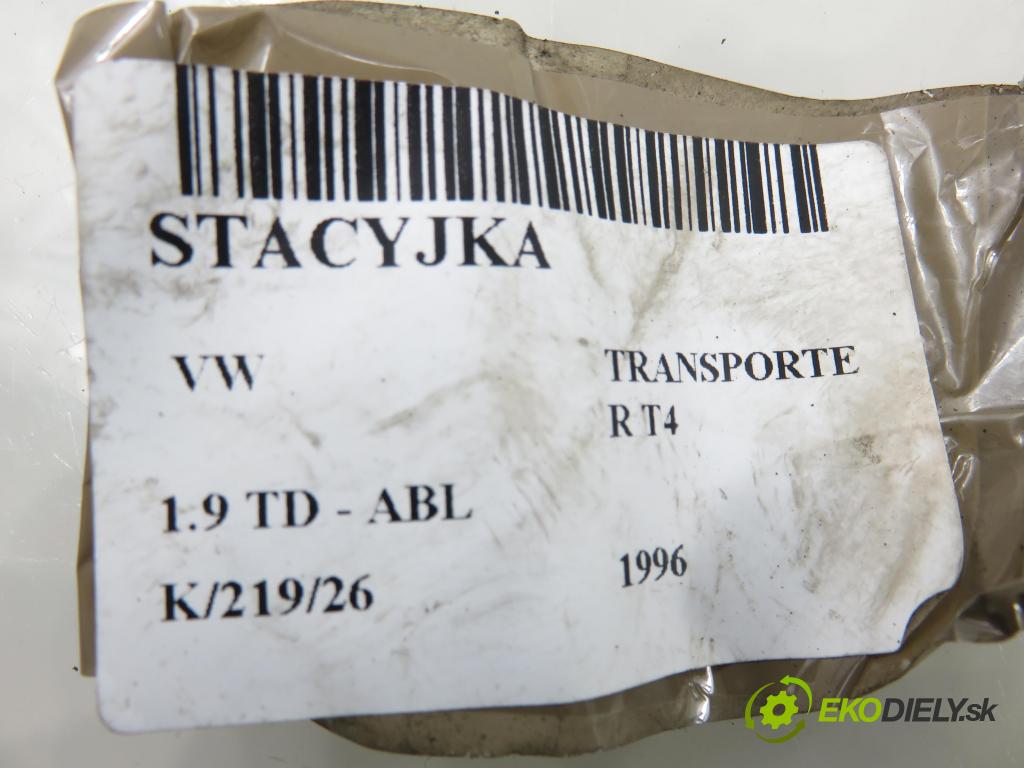 STACYJKA
VW
TRANSPORTE
R T4
1.9 TD - ABL
K/219/26
1996
EKODIELY.sk